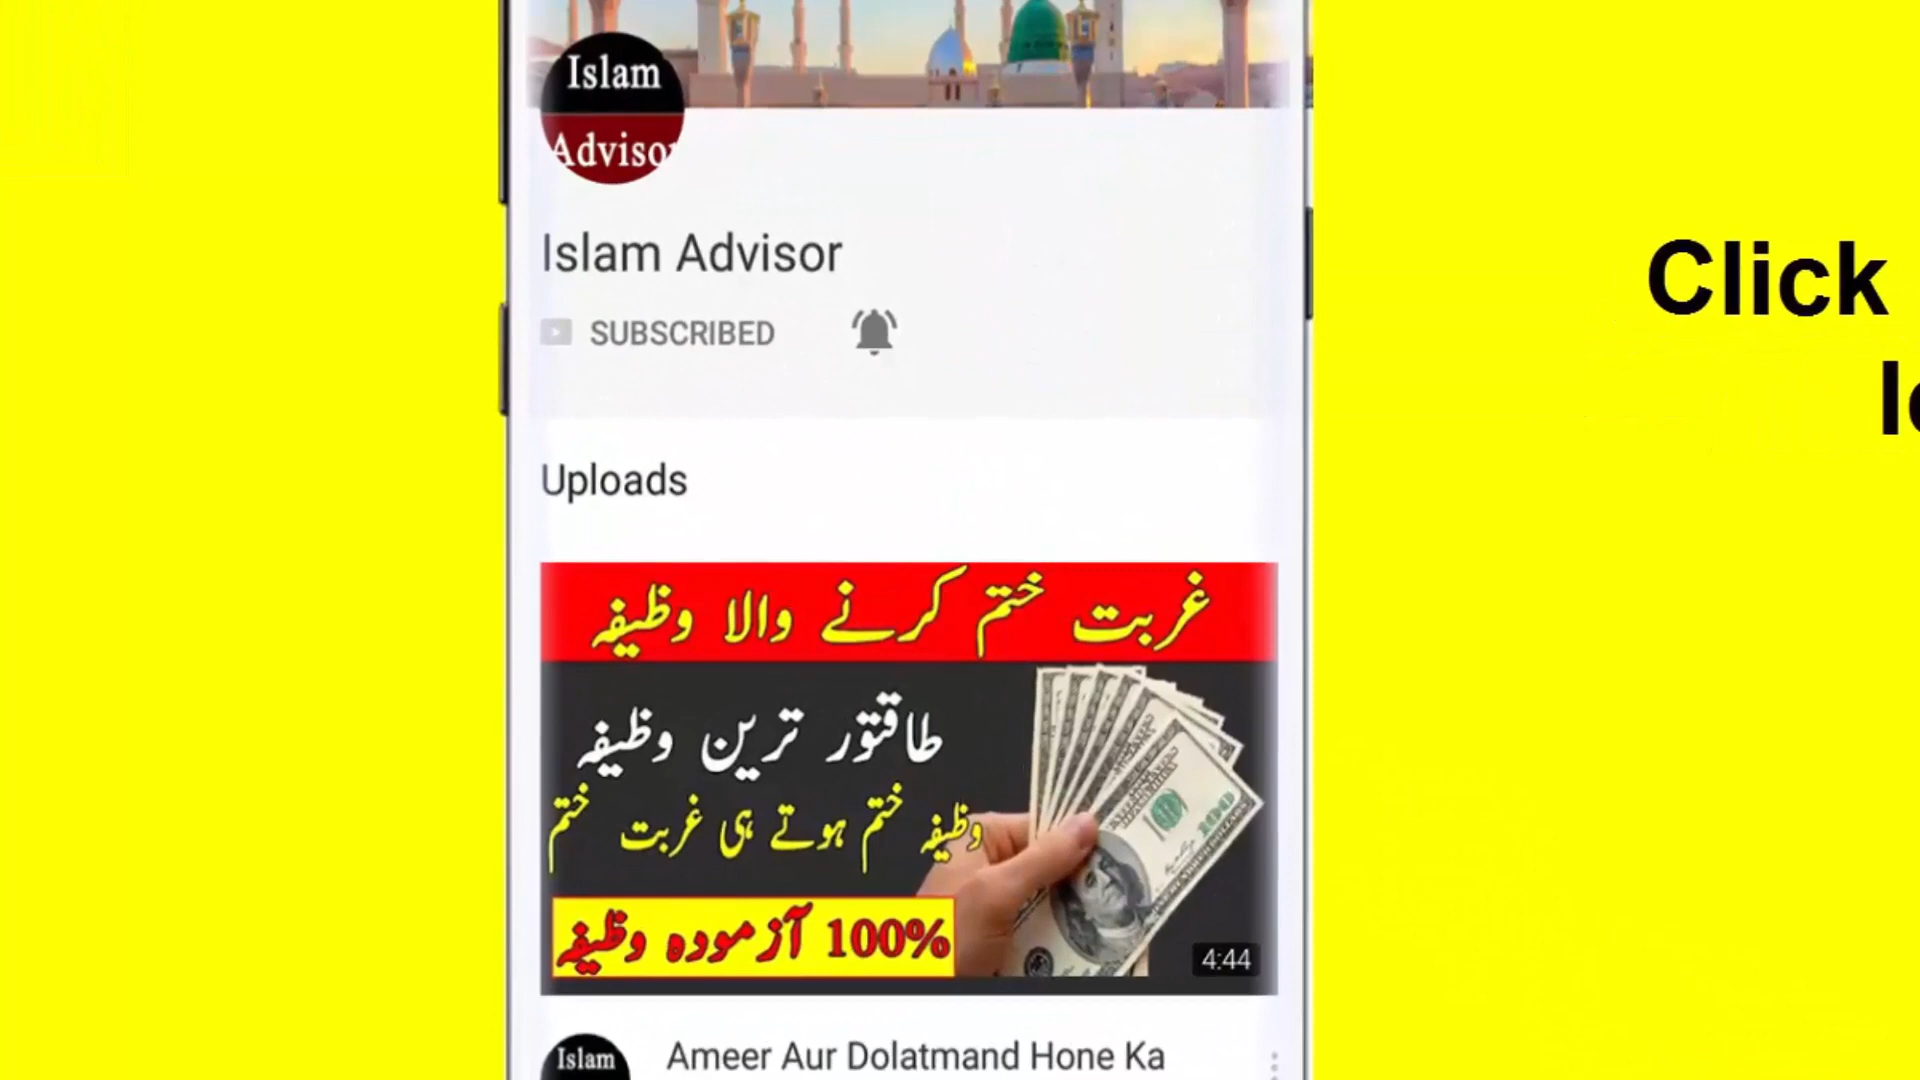 Islam
Advisor
Islam Advisor
SUBSCRIBED
Uploads
غربت ختم کرنے والا وظیفہ
طاقتور ترین وظیفہ
وظیفہ ختم ہوتے ہی غربت ختم
100% آزمودہ وظیفہ
4:44
Islam
Ameer Aur Dolatmand Hone Ka
Click